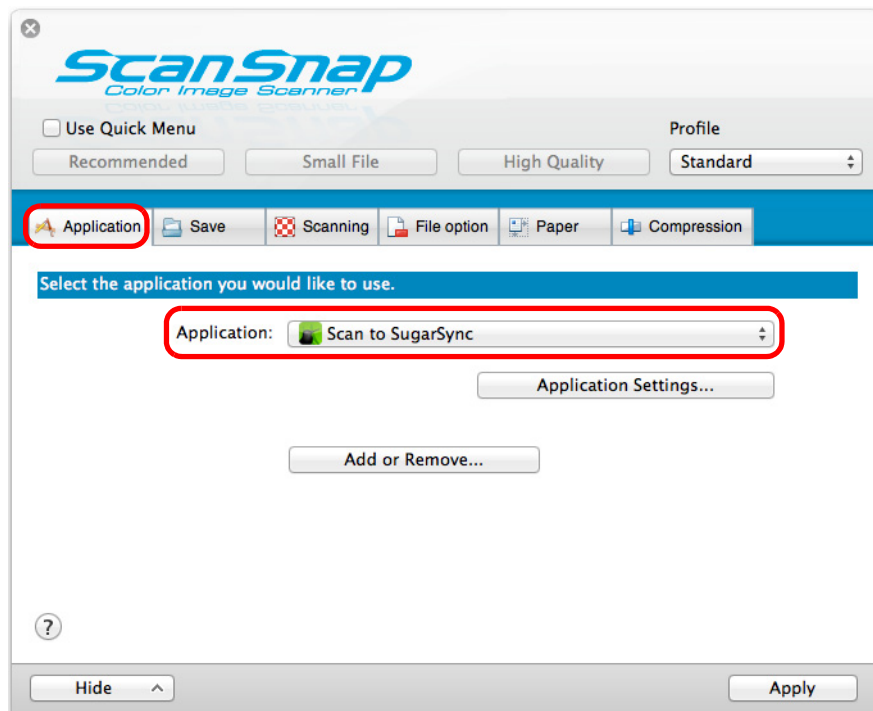 ScanSnap
Color Image Scanner
Use Quick Menu
Profile
Recommended Small File High Quality Standard
Application Save Scanning File option Paper Compression
Select the application you would like to use.
Application: Scan to SugarSync
Application Settings...
Add or Remove...
?
Hide Apply